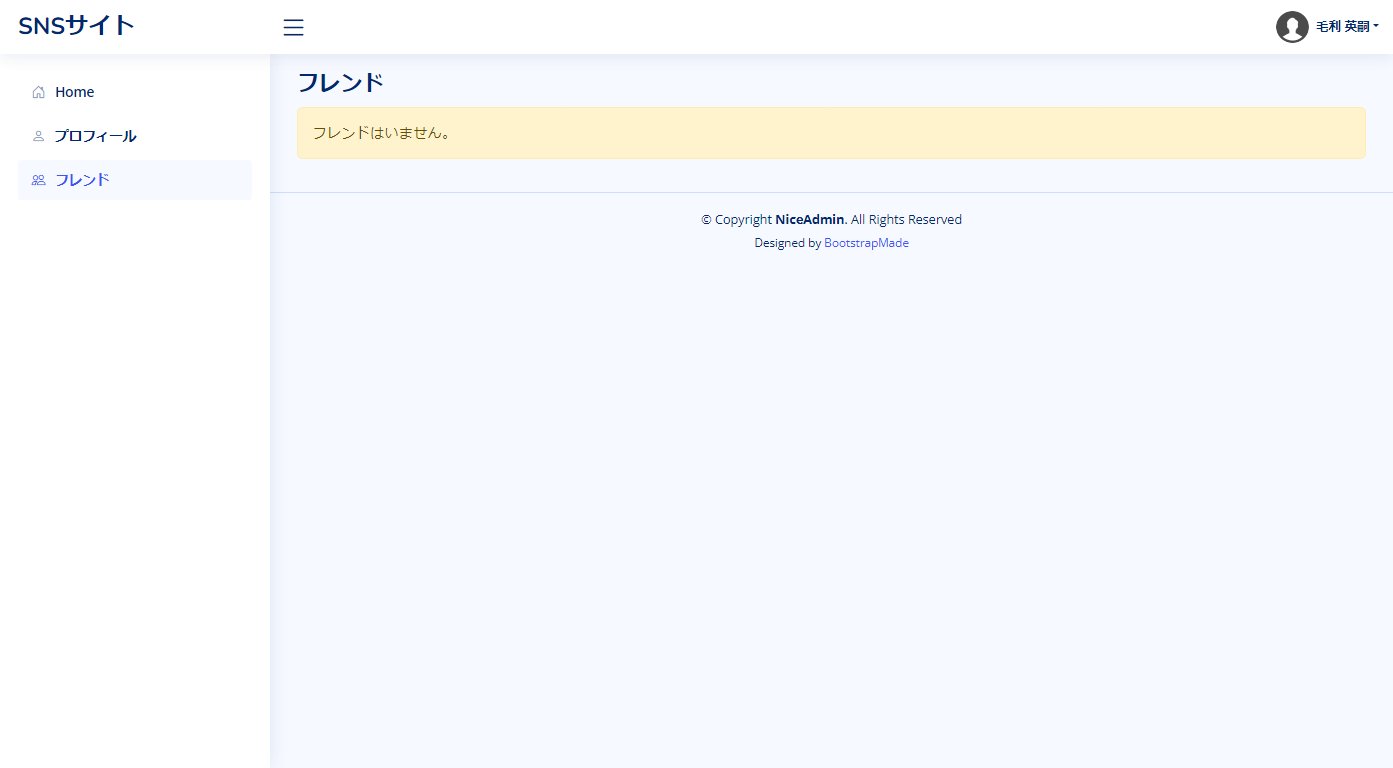 SNSサイト
毛利 英嗣
Home
プロフィール
フレンド
フレンド
フレンドはいません。
© Copyright NiceAdmin. All Rights Reserved
Designed by BootstrapMade